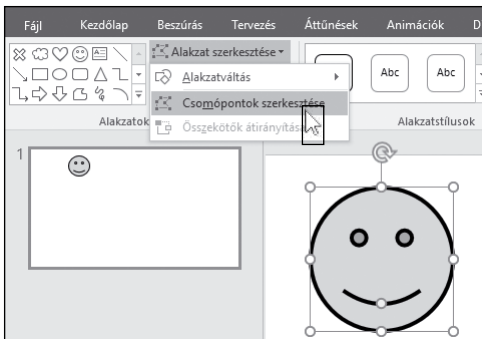 Fájl Kezdőlap Beszúrás Tervezés Áttűnések Animációk D
Alakzat szerkesztése
Alakzatváltás
Csomópontok szerkesztése
Összekötők átirányítása
Abc Abc
Alakzatok
Alakzatstílusok
1